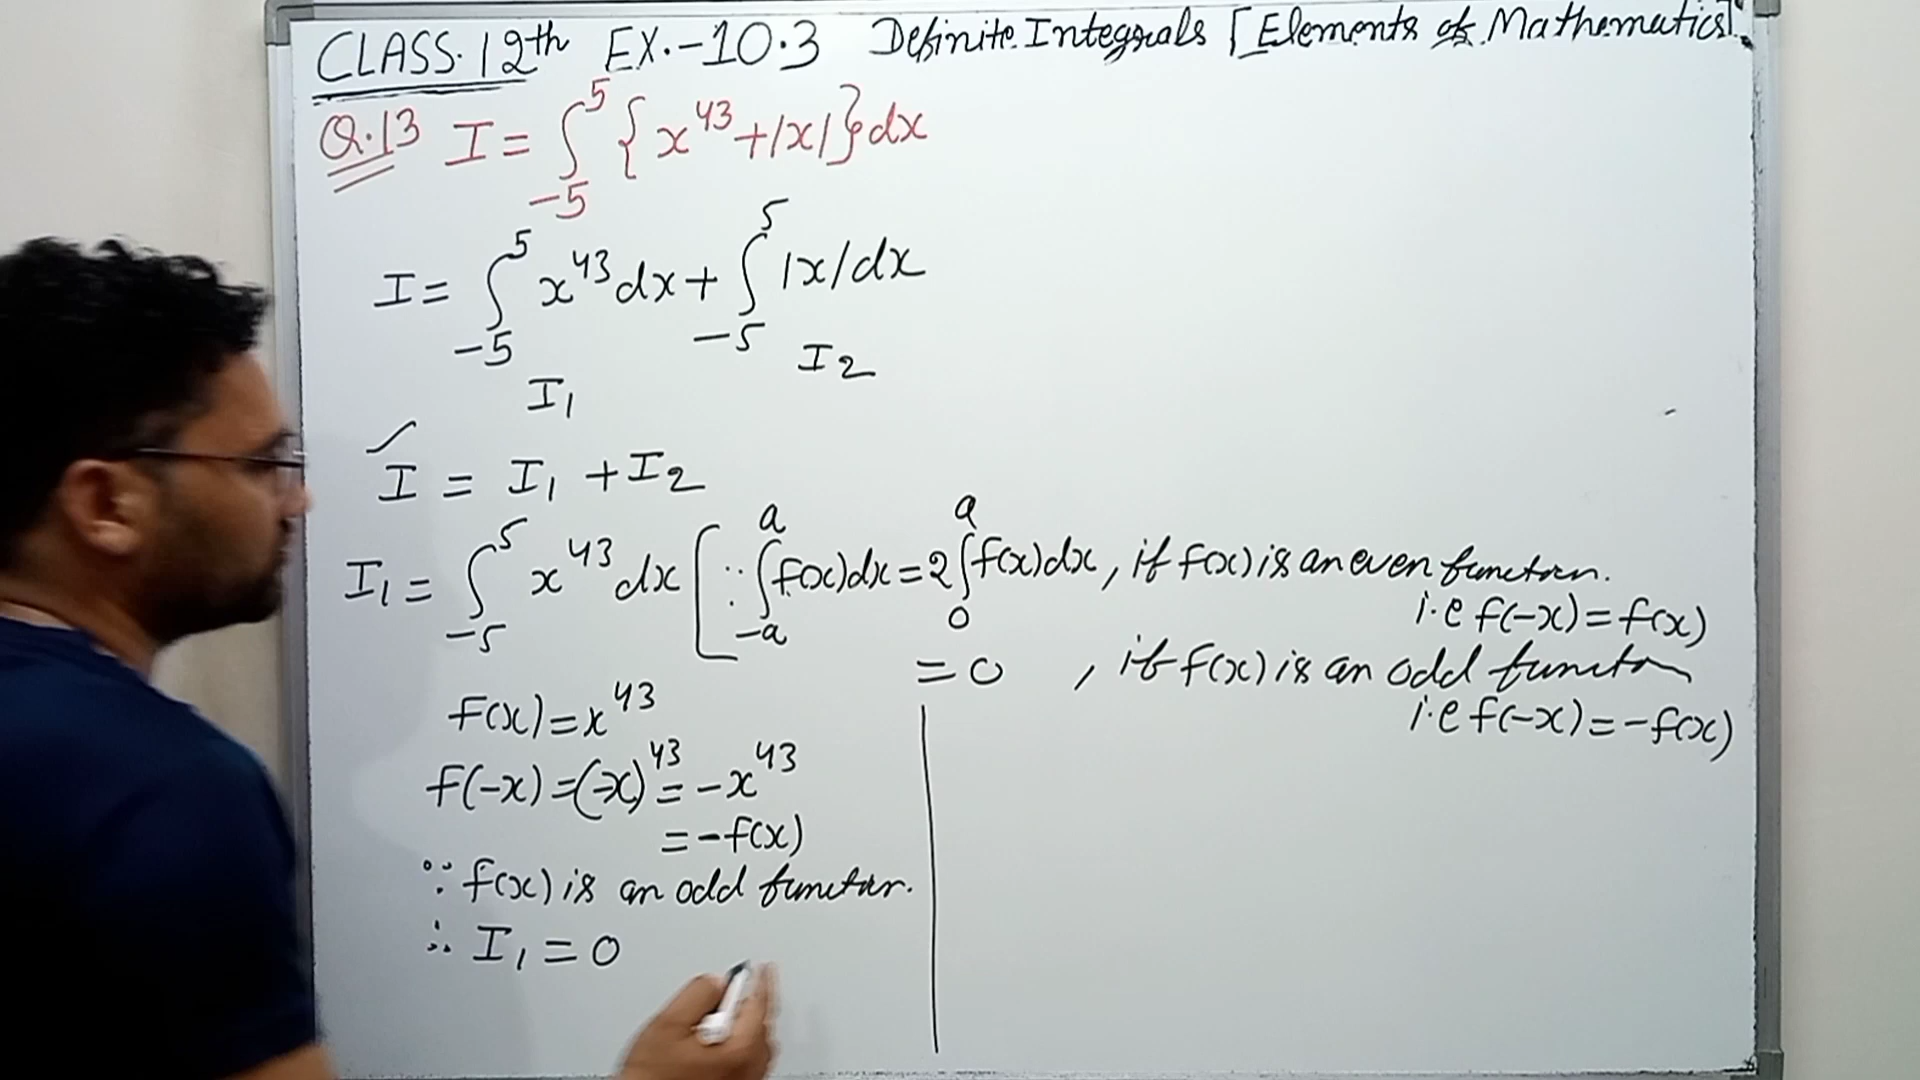 CLASS. 12th EX.-10.3 Definite Integrals [Elements of Mathematics]
Q.13 I = ∫_{-5}^{5} {x^43 + |x|} dx
I = ∫_{-5}^{5} x^43 dx + ∫_{-5}^{5} |x| dx
I₁ I₂
I = I₁ + I₂
I₁ = ∫_{-5}^{5} x^43 dx [∵ ∫_{-a}^{a} f(x) dx = 2 ∫_{0}^{a} f(x) dx, if f(x) is an even function.
i.e f(-x) = f(x)
= 0 , if f(x) is an odd function
i.e f(-x) = -f(x)
f(x) = x^43
f(-x) = (-x)^43 = -x^43
= -f(x)
∵ f(x) is an odd function.
∴ I₁ = 0